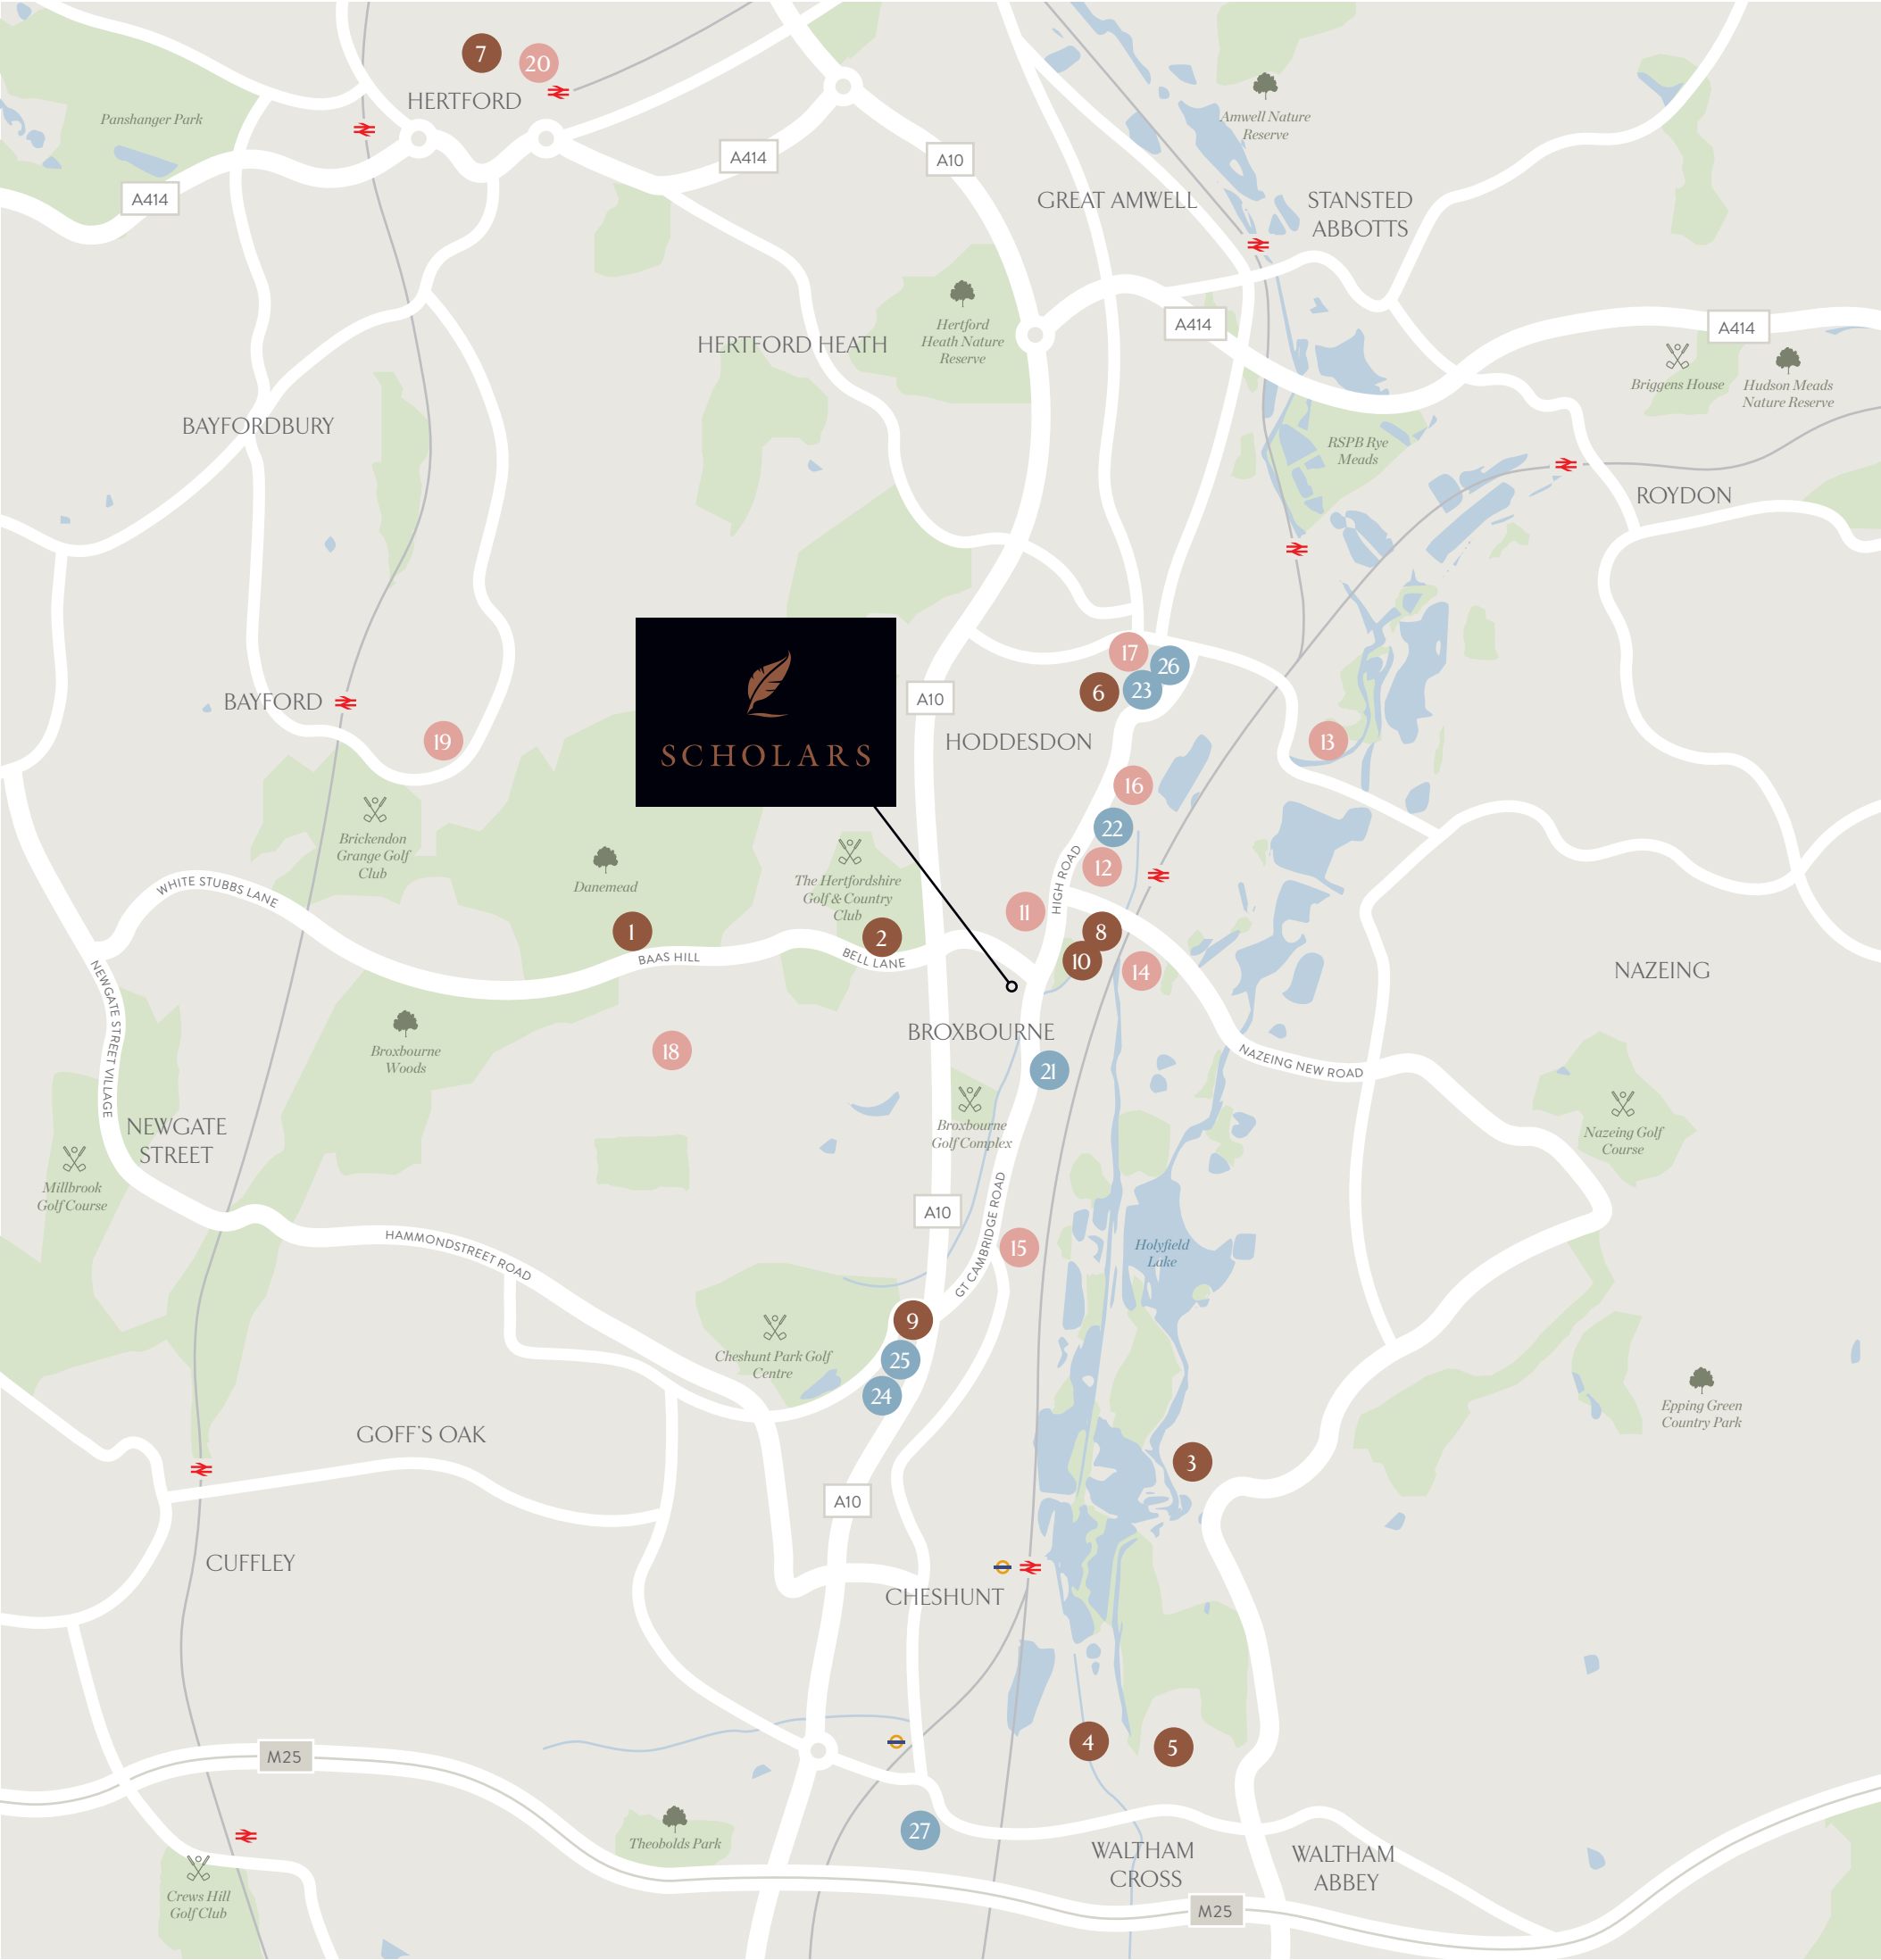 7
20
HERTFORD
Panshanger Park
Amwell Nature
Reserve
A414
A10
A414
GREAT AMWELL
STANSTED
ABBOTTS
Hertford
Heath Nature
Reserve
HERTFORD HEATH
A414
A414
Briggens House
Hudson Meads
Nature Reserve
BAYFORDBURY
RSPB Rye
Meads
ROYDON
17
26
6
23
SCHOLARS
BAYFORD
A10
19
HODDESDON
13
16
22
Brickendon
Grange Golf
Club
Danemead
The Hertfordshire
Golf & Country
Club
HIGH ROAD
12
WHITE STUBBS LANE
11
1
2
8
BAAS HILL
BELL LANE
10
14
NAZEING
NEWGATE STREET VILLAGE
Broxbourne
Woods
18
BROXBOURNE
21
NAZEING NEW ROAD
NEWGATE
STREET
Broxbourne
Golf Complex
Nazeing Golf
Course
Millbrook
Golf Course
A10
GT CAMBRIDGE ROAD
HAMMONDSTREET ROAD
15
Holyfield
Lake
9
Cheshunt Park Golf
Centre
25
24
Epping Green
Country Park
GOFF'S OAK
3
A10
CUFFLEY
CHESHUNT
4
5
M25
27
Theobolds Park
WALTHAM
CROSS
WALTHAM
ABBEY
Crews Hill
Golf Club
M25